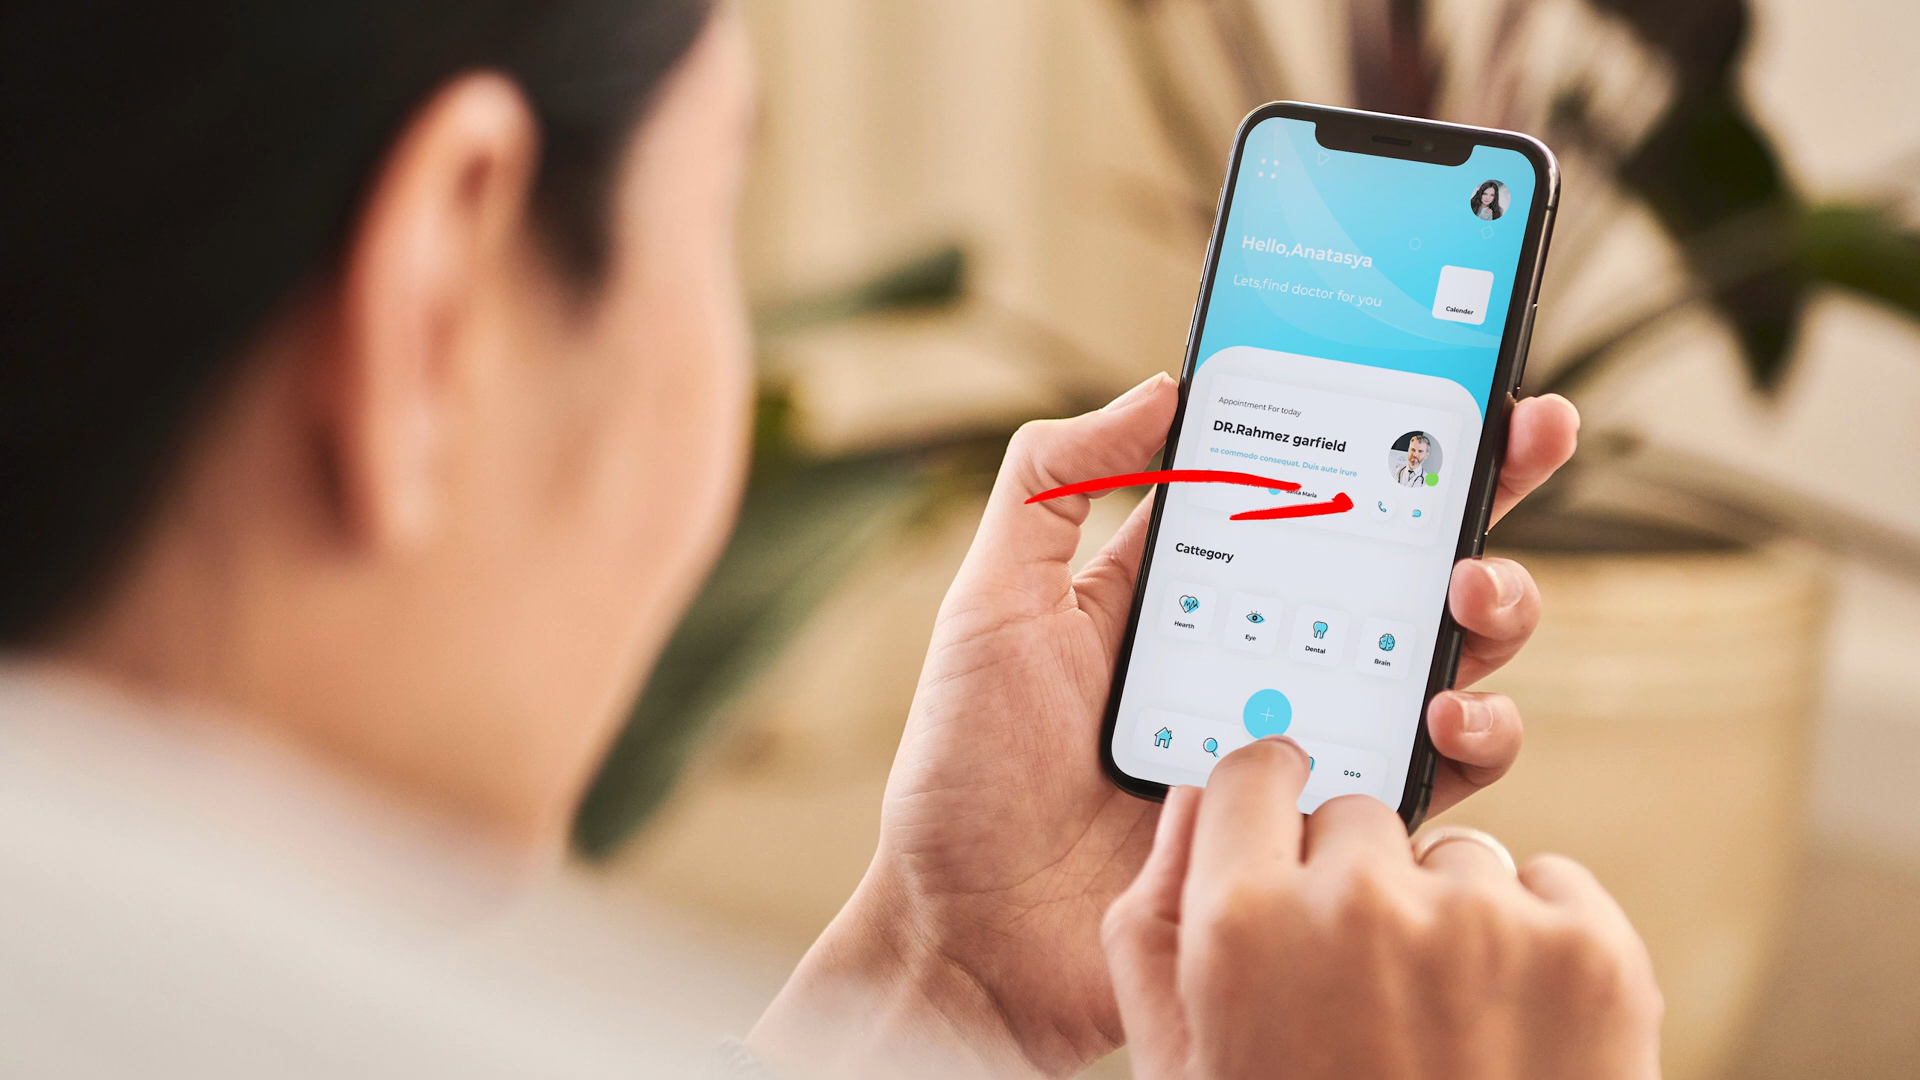 Hello,Anatasya
Lets,find doctor for you
Calender
Appointment For today
DR.Rahmez garfield
ea commodo consequat. Duis aute irure
Maria
Cattegory
Hearth
Eye
Dental
Brain